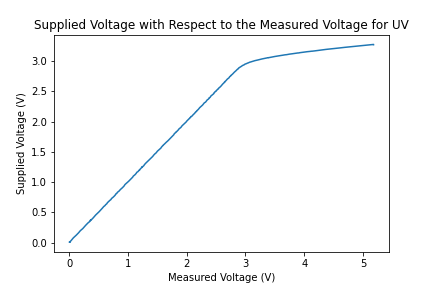 Supplied Voltage with Respect to the Measured Voltage for UV
3.0
2.5
2.0
1.5
1.0
0.5
0.0
Supplied Voltage (V)
0 1 2 3 4 5
Measured Voltage (V)